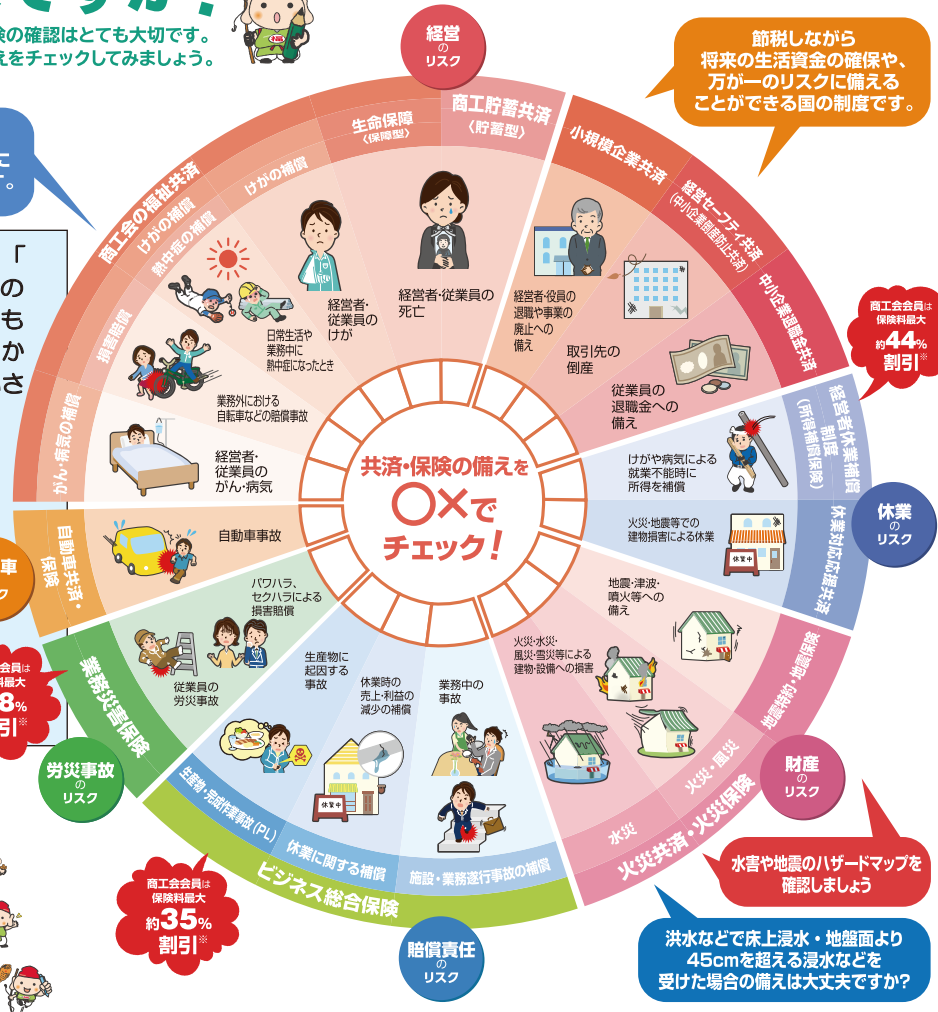 険の確認はとても大切です。
えをチェックしてみましょう。
福
経営
の
リスク
節税しながら
将来の生活資金の確保や、
万が一のリスクに備える
ことができる国の制度です。
商工会の福祉共済
けがの補償
熱中症の補償
けがの補償
生命保障
〈保障型〉
商工貯蓄共済
〈貯蓄型〉
小規模企業共済
経営セーフティ共済
(中小企業倒産防止共済)
中小企業退職金共済
損害賠償
がん・病気の補償
経営者・従業員の
死亡
経営者・
従業員の
けが
日常生活や
業務中に
熱中症になったとき
業務外における
自転車などの賠償事故
経営者・
従業員の
がん・病気
経営者・役員の
退職や事業の
廃止への
備え
取引先の
倒産
従業員の
退職金への
備え
商工会会員は
保険料最大
約44%
割引※
経営者休業補償
制度
(所得補償保険)
けがや病気による
就業不能時に
所得を補償
休業
の
リスク
休業対応応援共済
火災・地震等での
建物損害による休業
休業中
共済・保険の備えを
○×で
チェック!
自動車共済・
保険
自動車事故
車
ク
パワハラ、
セクハラによる
損害賠償
従業員の
労災事故
業務災害保険
会員は
料最大
8%
引※
労災事故
の
リスク
生産物に
起因する
事故
休業時の
売上・利益の
減少の補償
休業中
業務中の
事故
生産物・完成作業事故(PL)
休業に関する補償
施設・業務遂行事故の補償
ビジネス総合保険
商工会会員は
保険料最大
約35%
割引※
賠償責任
の
リスク
地震・津波・
噴火等への
備え
火災・水災・
風災・雪災等による
建物・設備への損害
地震特約・地震保険
火災・風災
水災
火災共済・火災保険
財産
の
リスク
水害や地震のハザードマップを
確認しましょう
洪水などで床上浸水・地盤面より
45cmを超える浸水などを
受けた場合の備えは大丈夫ですか?
に
。
「
の
も
か
さ